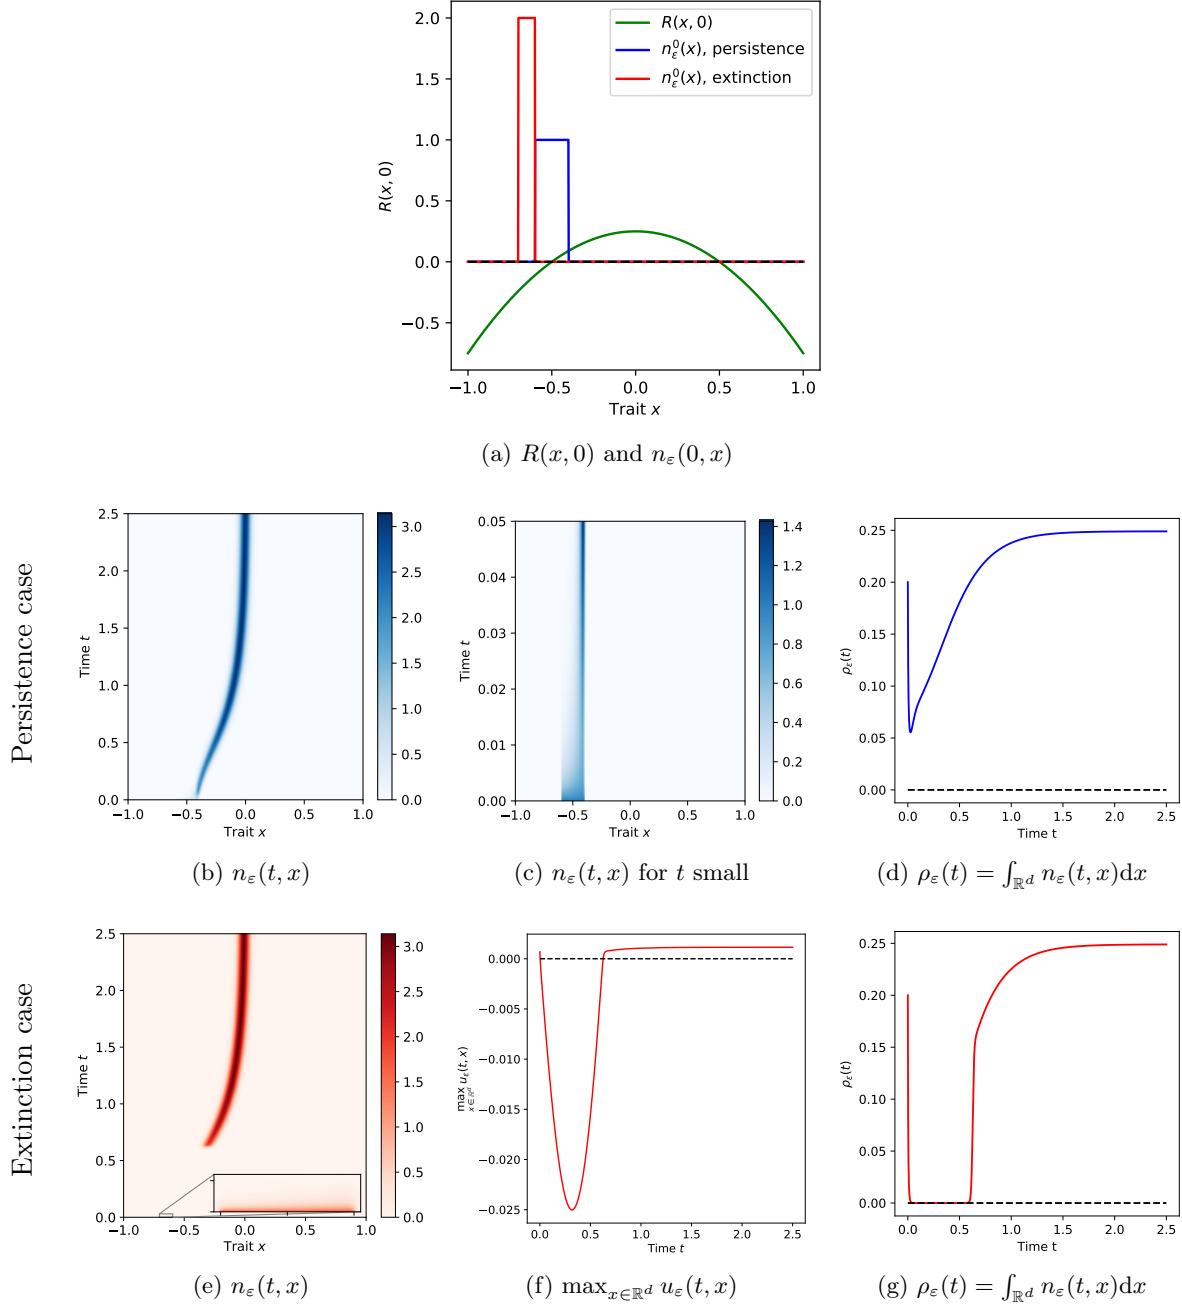 R(x, 0)
n_ε^0(x), persistence
n_ε^0(x), extinction
2.0
1.5
1.0
0.5
0.0
−0.5
R(x, 0)
−1.0 −0.5 0.0 0.5 1.0
Trait x
(a) R(x, 0) and n_ε(0, x)
Persistence case
2.5
2.0
1.5
1.0
0.5
0.0
Time t
−1.0 −0.5 0.0 0.5 1.0
Trait x
3.0
2.5
2.0
1.5
1.0
0.5
0.0
(b) n_ε(t, x)
0.05
0.04
0.03
0.02
0.01
0.00
Time t
−1.0 −0.5 0.0 0.5 1.0
Trait x
1.4
1.2
1.0
0.8
0.6
0.4
0.2
0.0
(c) n_ε(t, x) for t small
0.25
0.20
0.15
0.10
0.05
0.00
ρ_ε(t)
0.0 0.5 1.0 1.5 2.0 2.5
Time t
(d) ρ_ε(t) = ∫_{ℝ^d} n_ε(t, x)dx
Extinction case
2.5
2.0
1.5
1.0
0.5
0.0
Time t
−1.0 −0.5 0.0 0.5 1.0
Trait x
3.0
2.5
2.0
1.5
1.0
0.5
0.0
(e) n_ε(t, x)
0.000
−0.005
−0.010
−0.015
−0.020
−0.025
max_{x∈ℝ^d} u_ε(t, x)
0.0 0.5 1.0 1.5 2.0 2.5
Time t
(f) max_{x∈ℝ^d} u_ε(t, x)
0.25
0.20
0.15
0.10
0.05
0.00
ρ_ε(t)
0.0 0.5 1.0 1.5 2.0 2.5
Time t
(g) ρ_ε(t) = ∫_{ℝ^d} n_ε(t, x)dx